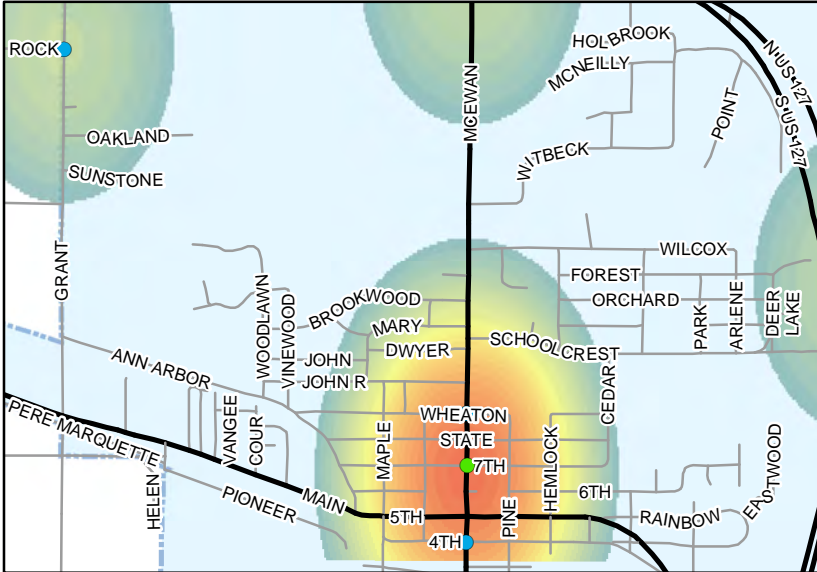 HOLBROOK
ROCK
N US 127
MCNEILLY
S US 127
MCEWAN
POINT
OAKLAND
WITBECK
SUNSTONE
WILCOX
GRANT
FOREST
WOODLAWN
VINEWOOD
BROOKWOOD
ORCHARD
PARK
ARLENE
DEER
LAKE
MARY
SCHOOLCREST
DWYER
ANN ARBOR
JOHN
JOHN R
CEDAR
WHEATON
PERE MARQUETTE
VANGEE
COUR
MAPLE
STATE
HEMLOCK
7TH
EASTWOOD
HELEN
PIONEER
MAIN
6TH
5TH
PINE
RAINBOW
4TH